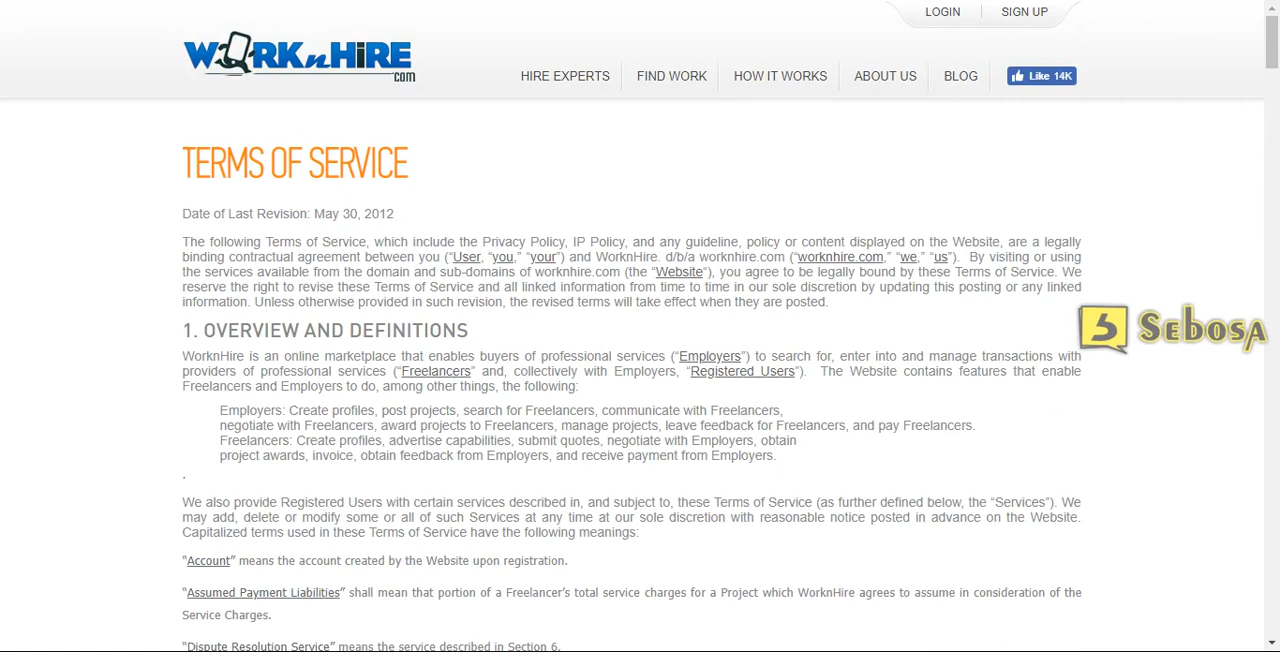 LOGIN SIGN UP
WORKnHiRE
.com
HIRE EXPERTS FIND WORK HOW IT WORKS ABOUT US BLOG Like 14K
TERMS OF SERVICE
Date of Last Revision: May 30, 2012
The following Terms of Service, which include the Privacy Policy, IP Policy, and any guideline, policy or content displayed on the Website, are a legally
binding contractual agreement between you (“User, “you,” “your”) and WorknHire. d/b/a worknhire.com (“worknhire.com,” “we,” “us”). By visiting or using
the services available from the domain and sub-domains of worknhire.com (the “Website“), you agree to be legally bound by these Terms of Service. We
reserve the right to revise these Terms of Service and all linked information from time to time in our sole discretion by updating this posting or any linked
information. Unless otherwise provided in such revision, the revised terms will take effect when they are posted.
1. OVERVIEW AND DEFINITIONS
WorknHire is an online marketplace that enables buyers of professional services (“Employers”) to search for, enter into and manage transactions with
providers of professional services (“Freelancers” and, collectively with Employers, “Registered Users”). The Website contains features that enable
Freelancers and Employers to do, among other things, the following:
Employers: Create profiles, post projects, search for Freelancers, communicate with Freelancers,
negotiate with Freelancers, award projects to Freelancers, manage projects, leave feedback for Freelancers, and pay Freelancers.
Freelancers: Create profiles, advertise capabilities, submit quotes, negotiate with Employers, obtain
project awards, invoice, obtain feedback from Employers, and receive payment from Employers.
.
We also provide Registered Users with certain services described in, and subject to, these Terms of Service (as further defined below, the “Services”). We
may add, delete or modify some or all of such Services at any time at our sole discretion with reasonable notice posted in advance on the Website.
Capitalized terms used in these Terms of Service have the following meanings:
“Account” means the account created by the Website upon registration.
“Assumed Payment Liabilities” shall mean that portion of a Freelancer’s total service charges for a Project which WorknHire agrees to assume in consideration of the
Service Charges.
“Dispute Resolution Service” means the service described in Section 6.
S SEBOSA